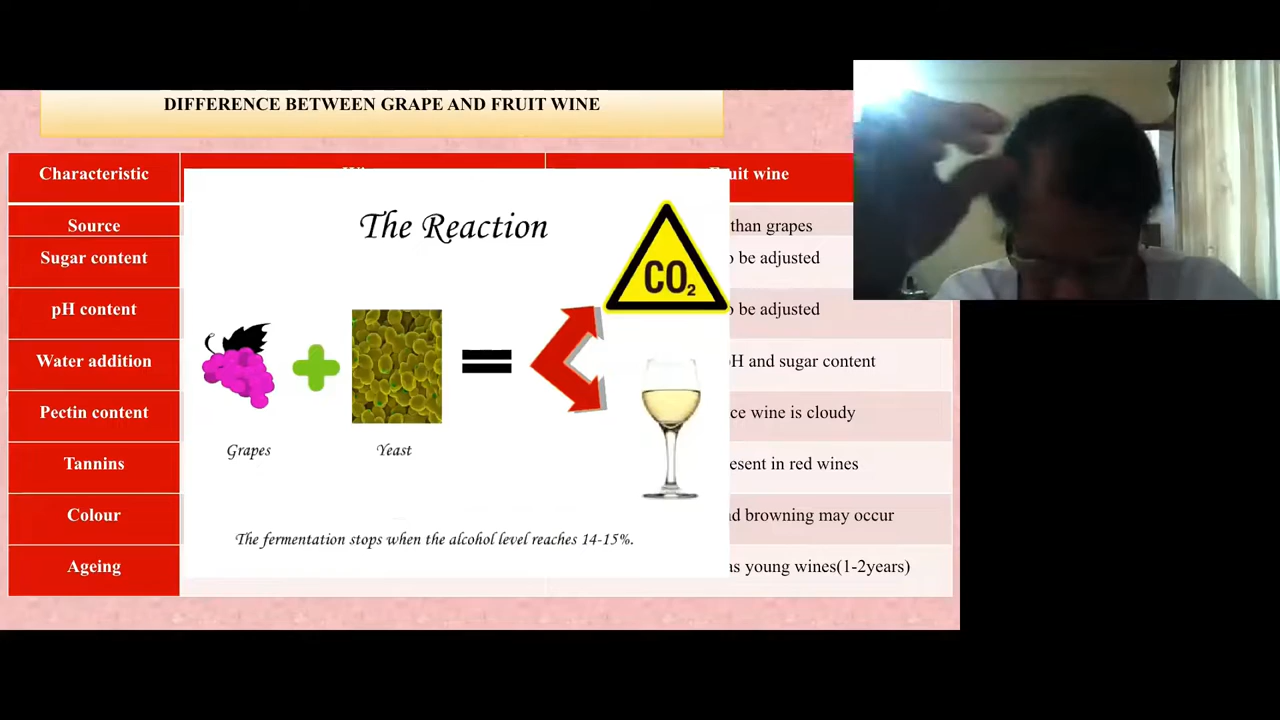 DIFFERENCE BETWEEN GRAPE AND FRUIT WINE
Characteristic
wine
Source
than grapes
Sugar content
be adjusted
pH content
be adjusted
Water addition
and sugar content
Pectin content
wine is cloudy
Tannins
in red wines
Colour
browning may occur
Ageing
as young wines(1-2years)
The Reaction
CO₂
Grapes
Yeast
The fermentation stops when the alcohol level reaches 14-15%.